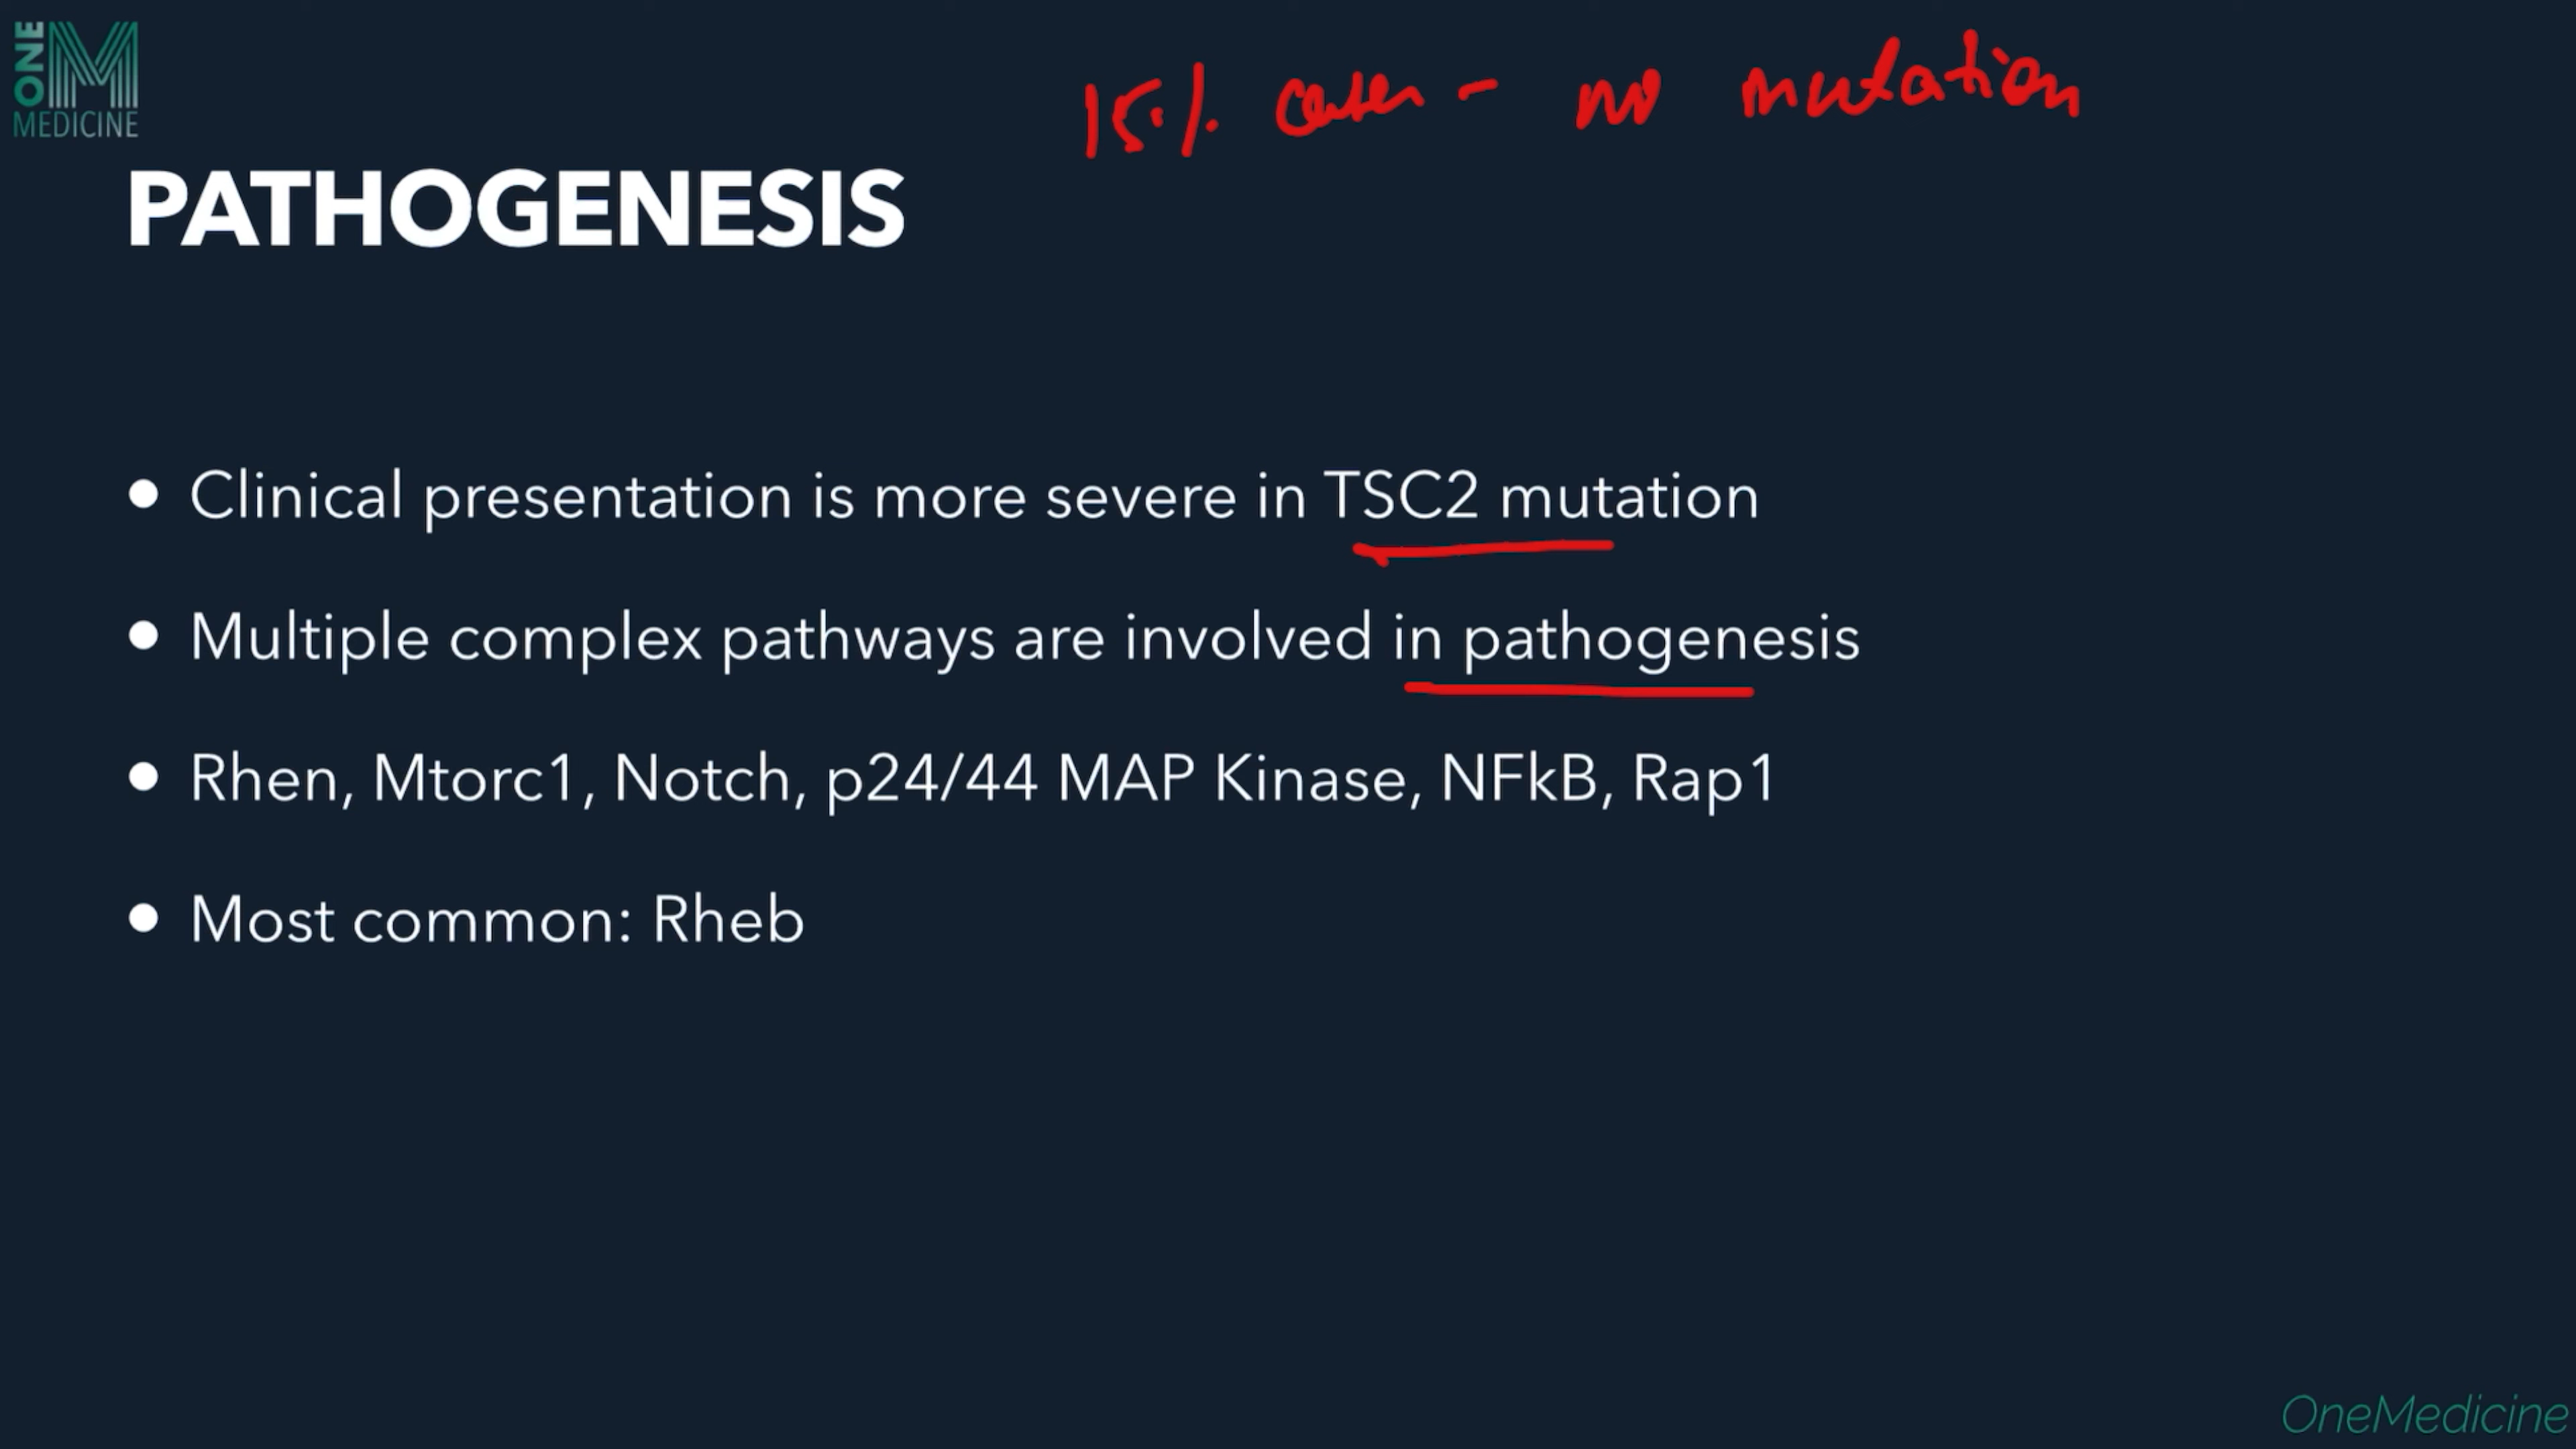 ONE
MEDICINE
15% cases - no mutation
PATHOGENESIS
• Clinical presentation is more severe in TSC2 mutation
• Multiple complex pathways are involved in pathogenesis
• Rhen, Mtorc1, Notch, p24/44 MAP Kinase, NFkB, Rap1
• Most common: Rheb
OneMedicine